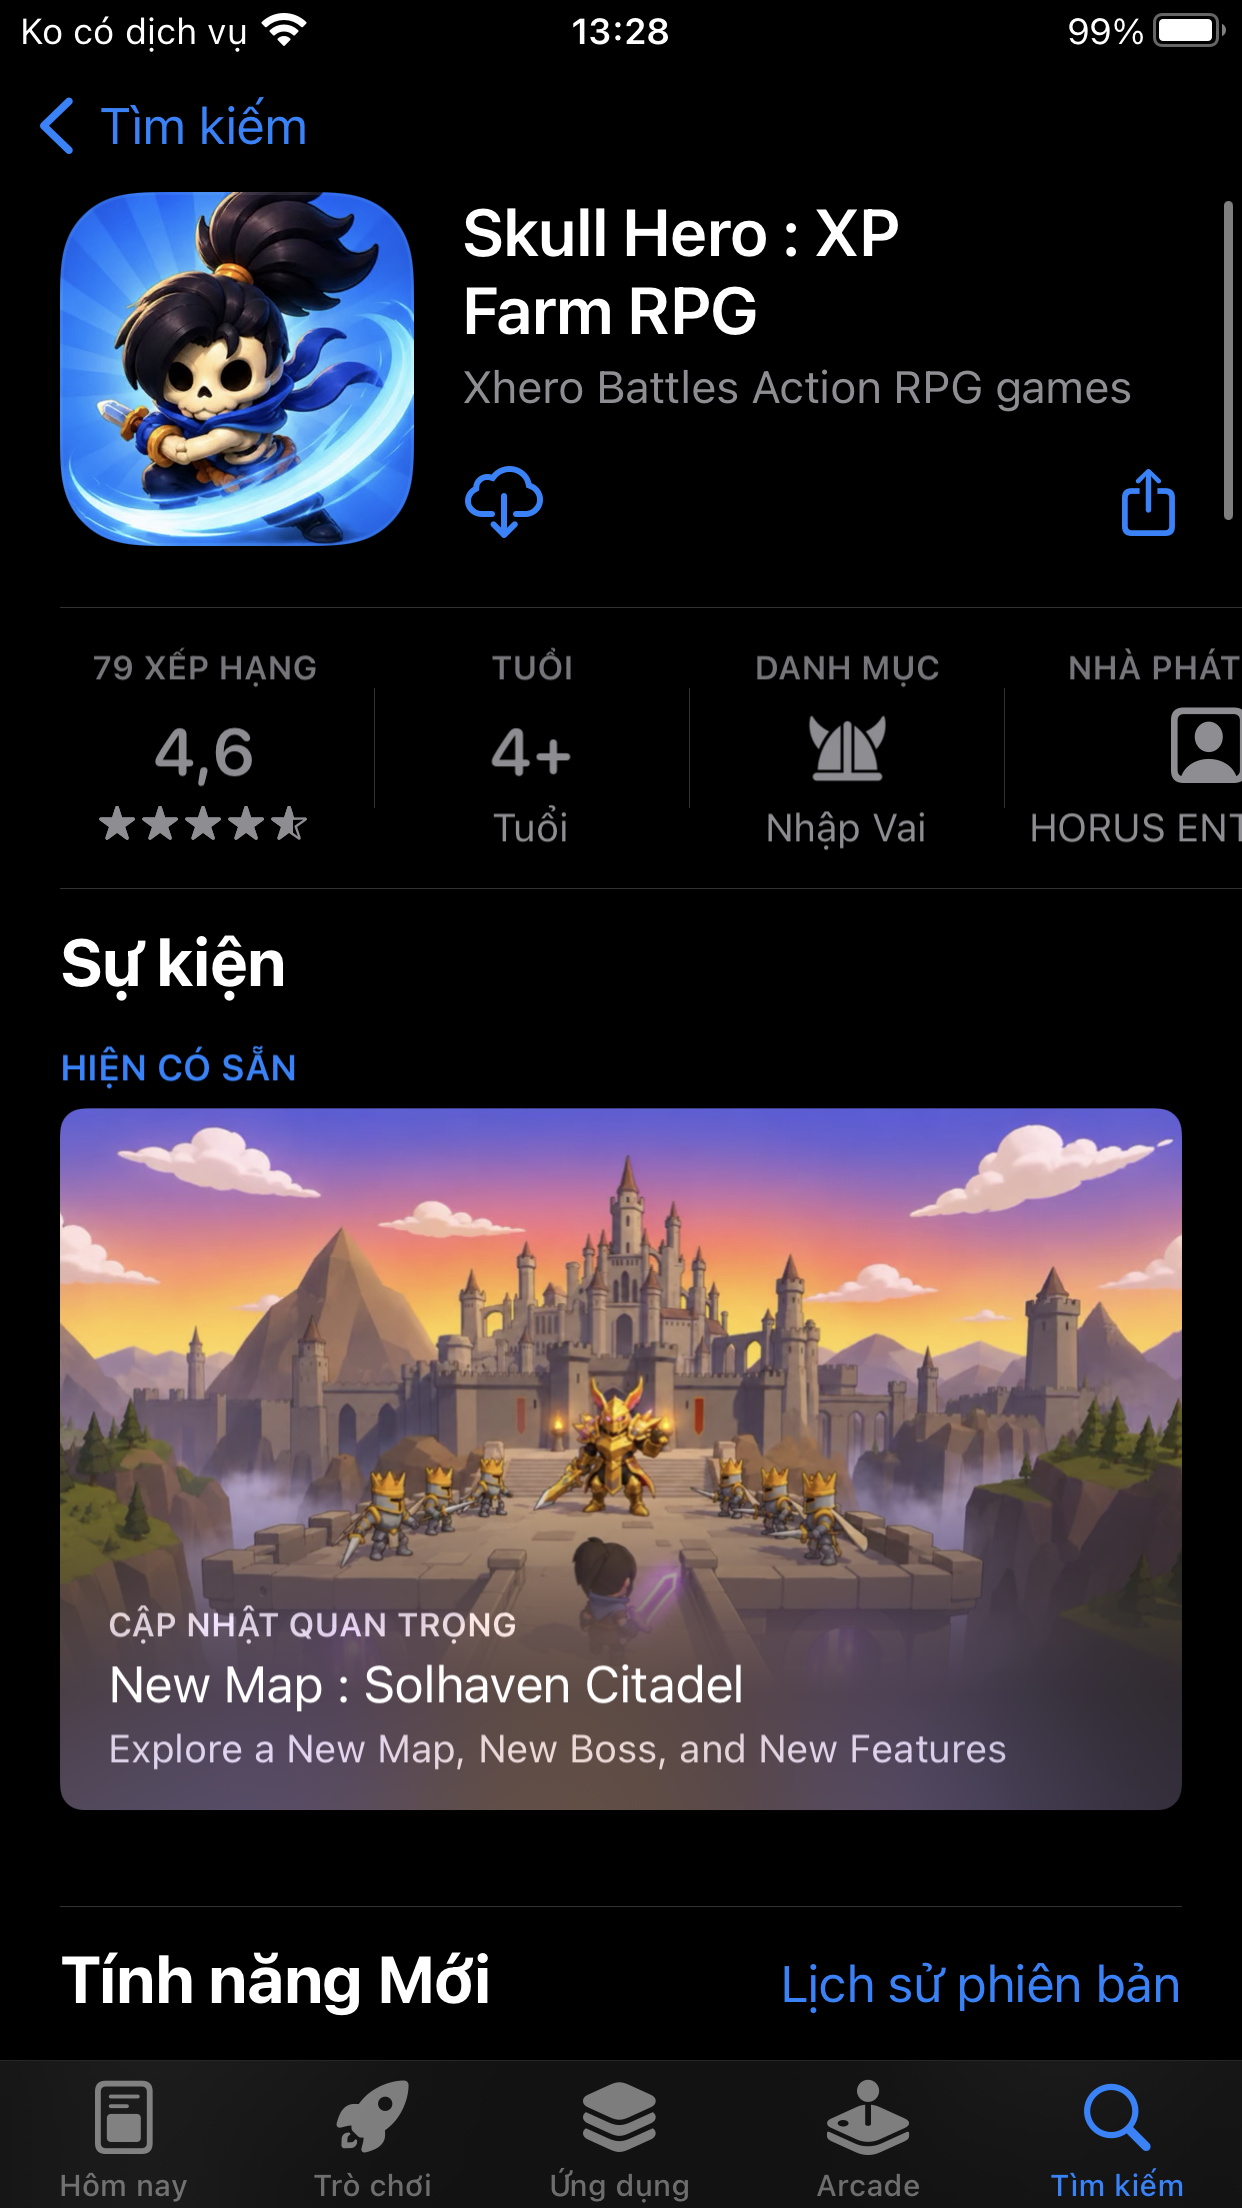 Ko có dịch vụ
13:28
99%
Tìm kiếm
Skull Hero : XP
Farm RPG
Xhero Battles Action RPG games
79 XẾP HẠNG
TUỔI
DANH MỤC
NHÀ PHÁT
4,6
4+
Tuổi
Nhập Vai
HORUS ENT
Sự kiện
HIỆN CÓ SẴN
CẬP NHẬT QUAN TRỌNG
New Map : Solhaven Citadel
Explore a New Map, New Boss, and New Features
Tính năng Mới
Lịch sử phiên bản
Hôm nay
Trò chơi
Ứng dụng
Arcade
Tìm kiếm